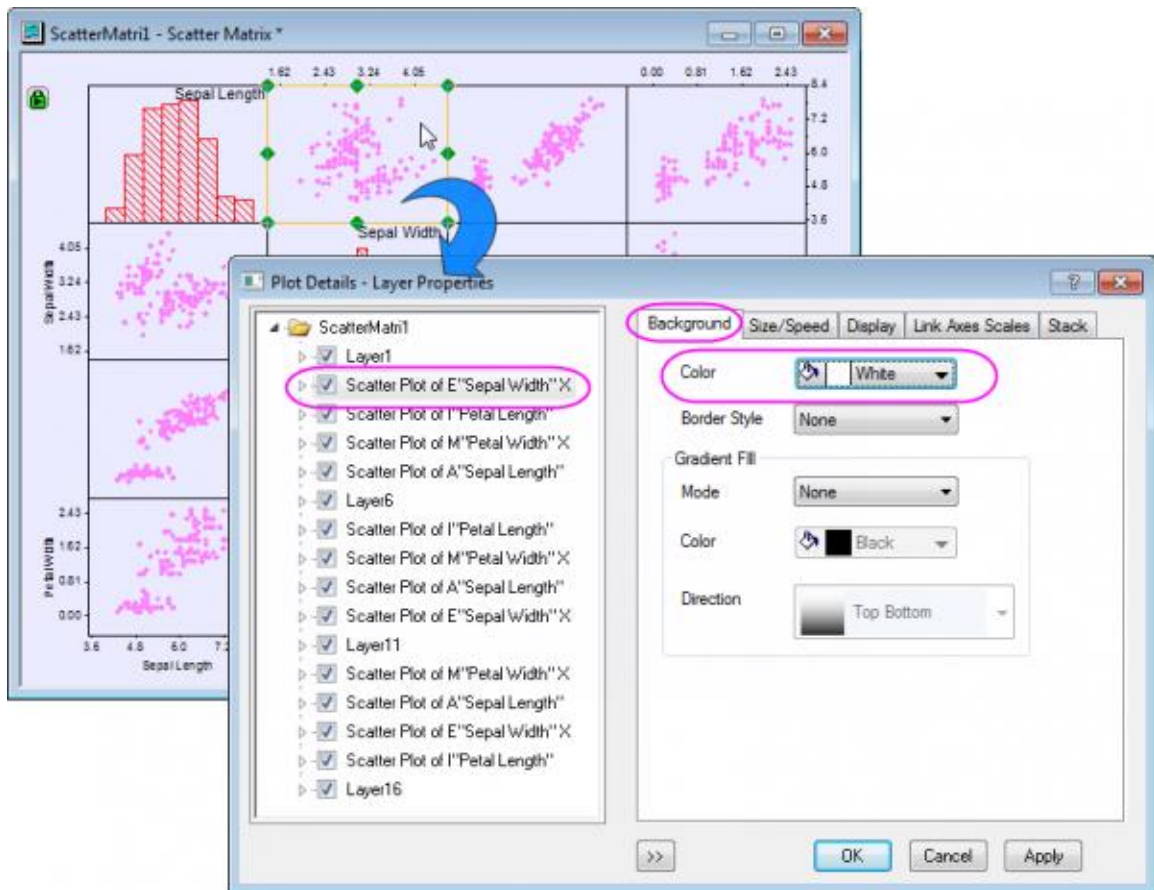 ScatterMatri1 - Scatter Matrix *
1.62 2.43 3.24 4.05 0.00 0.81 1.62 2.43
Sepal Length
8.4
7.2
6.0
4.8
3.6
Sepal Width
4.05
3.24
2.43
1.62
Sepal Width
2.43
1.62
0.81
0.00
Petal Width
3.6 4.8 6.0 7.2
Sepal Length
Plot Details - Layer Properties
ScatterMatri1
Layer1
Scatter Plot of E"Sepal Width" X
Scatter Plot of I"Petal Length"
Scatter Plot of M"Petal Width" X
Scatter Plot of A"Sepal Length"
Layer6
Scatter Plot of I"Petal Length"
Scatter Plot of M"Petal Width" X
Scatter Plot of A"Sepal Length"
Scatter Plot of E"Sepal Width" X
Layer11
Scatter Plot of M"Petal Width" X
Scatter Plot of A"Sepal Length"
Scatter Plot of E"Sepal Width" X
Scatter Plot of I"Petal Length"
Layer16
Background Size/Speed Display Link Axes Scales Stack
Color White
Border Style None
Gradient Fill
Mode None
Color Black
Direction Top Bottom
>> OK Cancel Apply